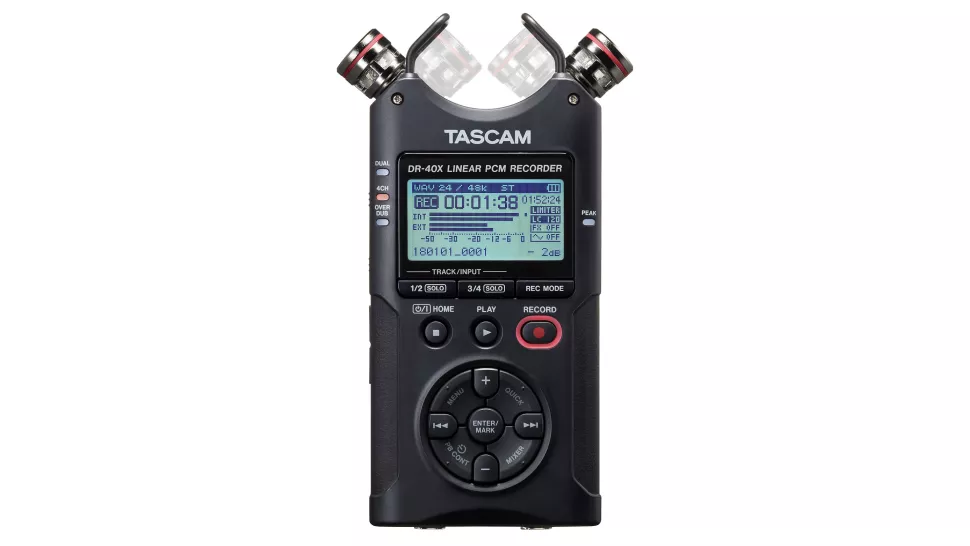 TASCAM
DR-40X LINEAR PCM RECORDER
DUAL
4CH
OVER
DUB
PEAK
WAV 24 / 48k ST
REC 00:01:38 01:52:24
LIMITER
INT
LC 120
EXT
FX OFF
-50 -30 -20 -12 -6 0
OFF
180101_0001 - 2dB
TRACK/INPUT
1/2 SOLO 3/4 SOLO REC MODE
⏻/I HOME PLAY RECORD
MENU + QUICK
ENTER/
MARK
PB CONT - MIXER